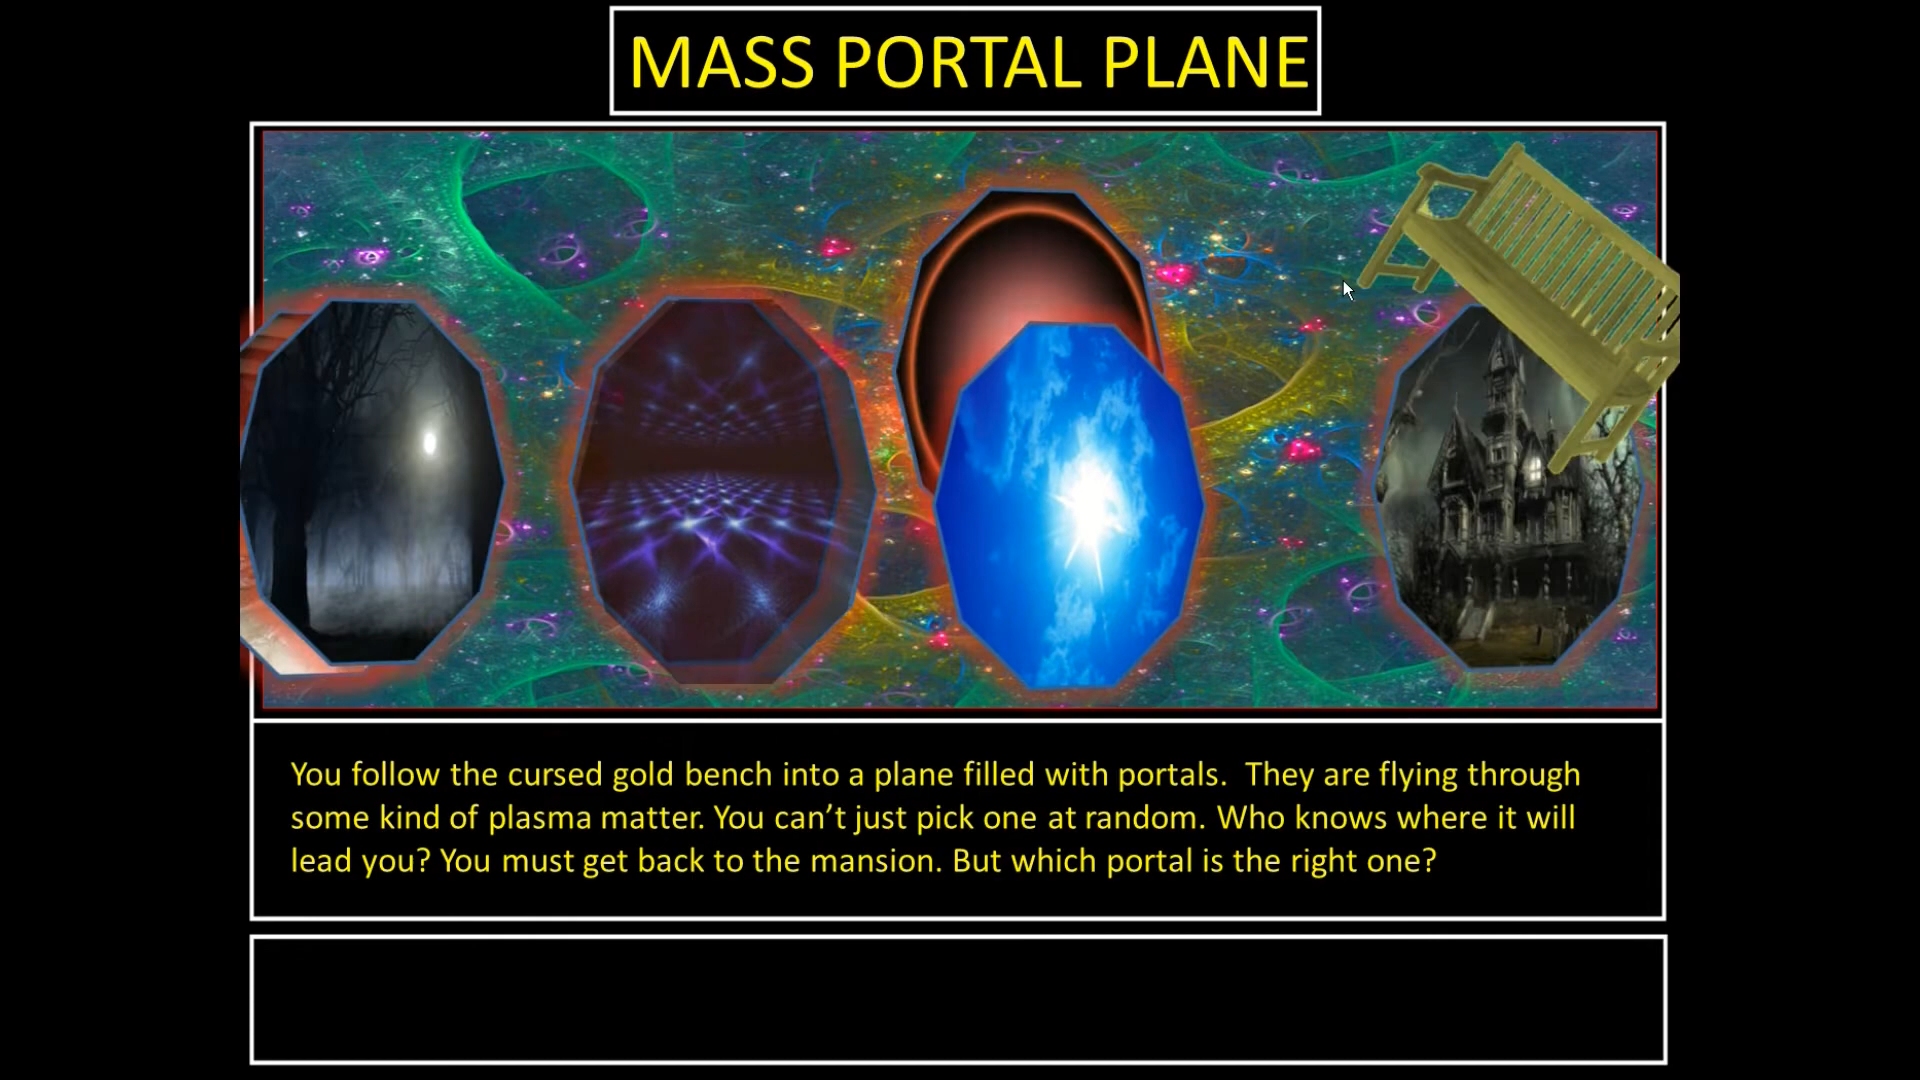 MASS PORTAL PLANE
You follow the cursed gold bench into a plane filled with portals.  They are flying through
some kind of plasma matter. You can’t just pick one at random. Who knows where it will
lead you? You must get back to the mansion. But which portal is the right one?